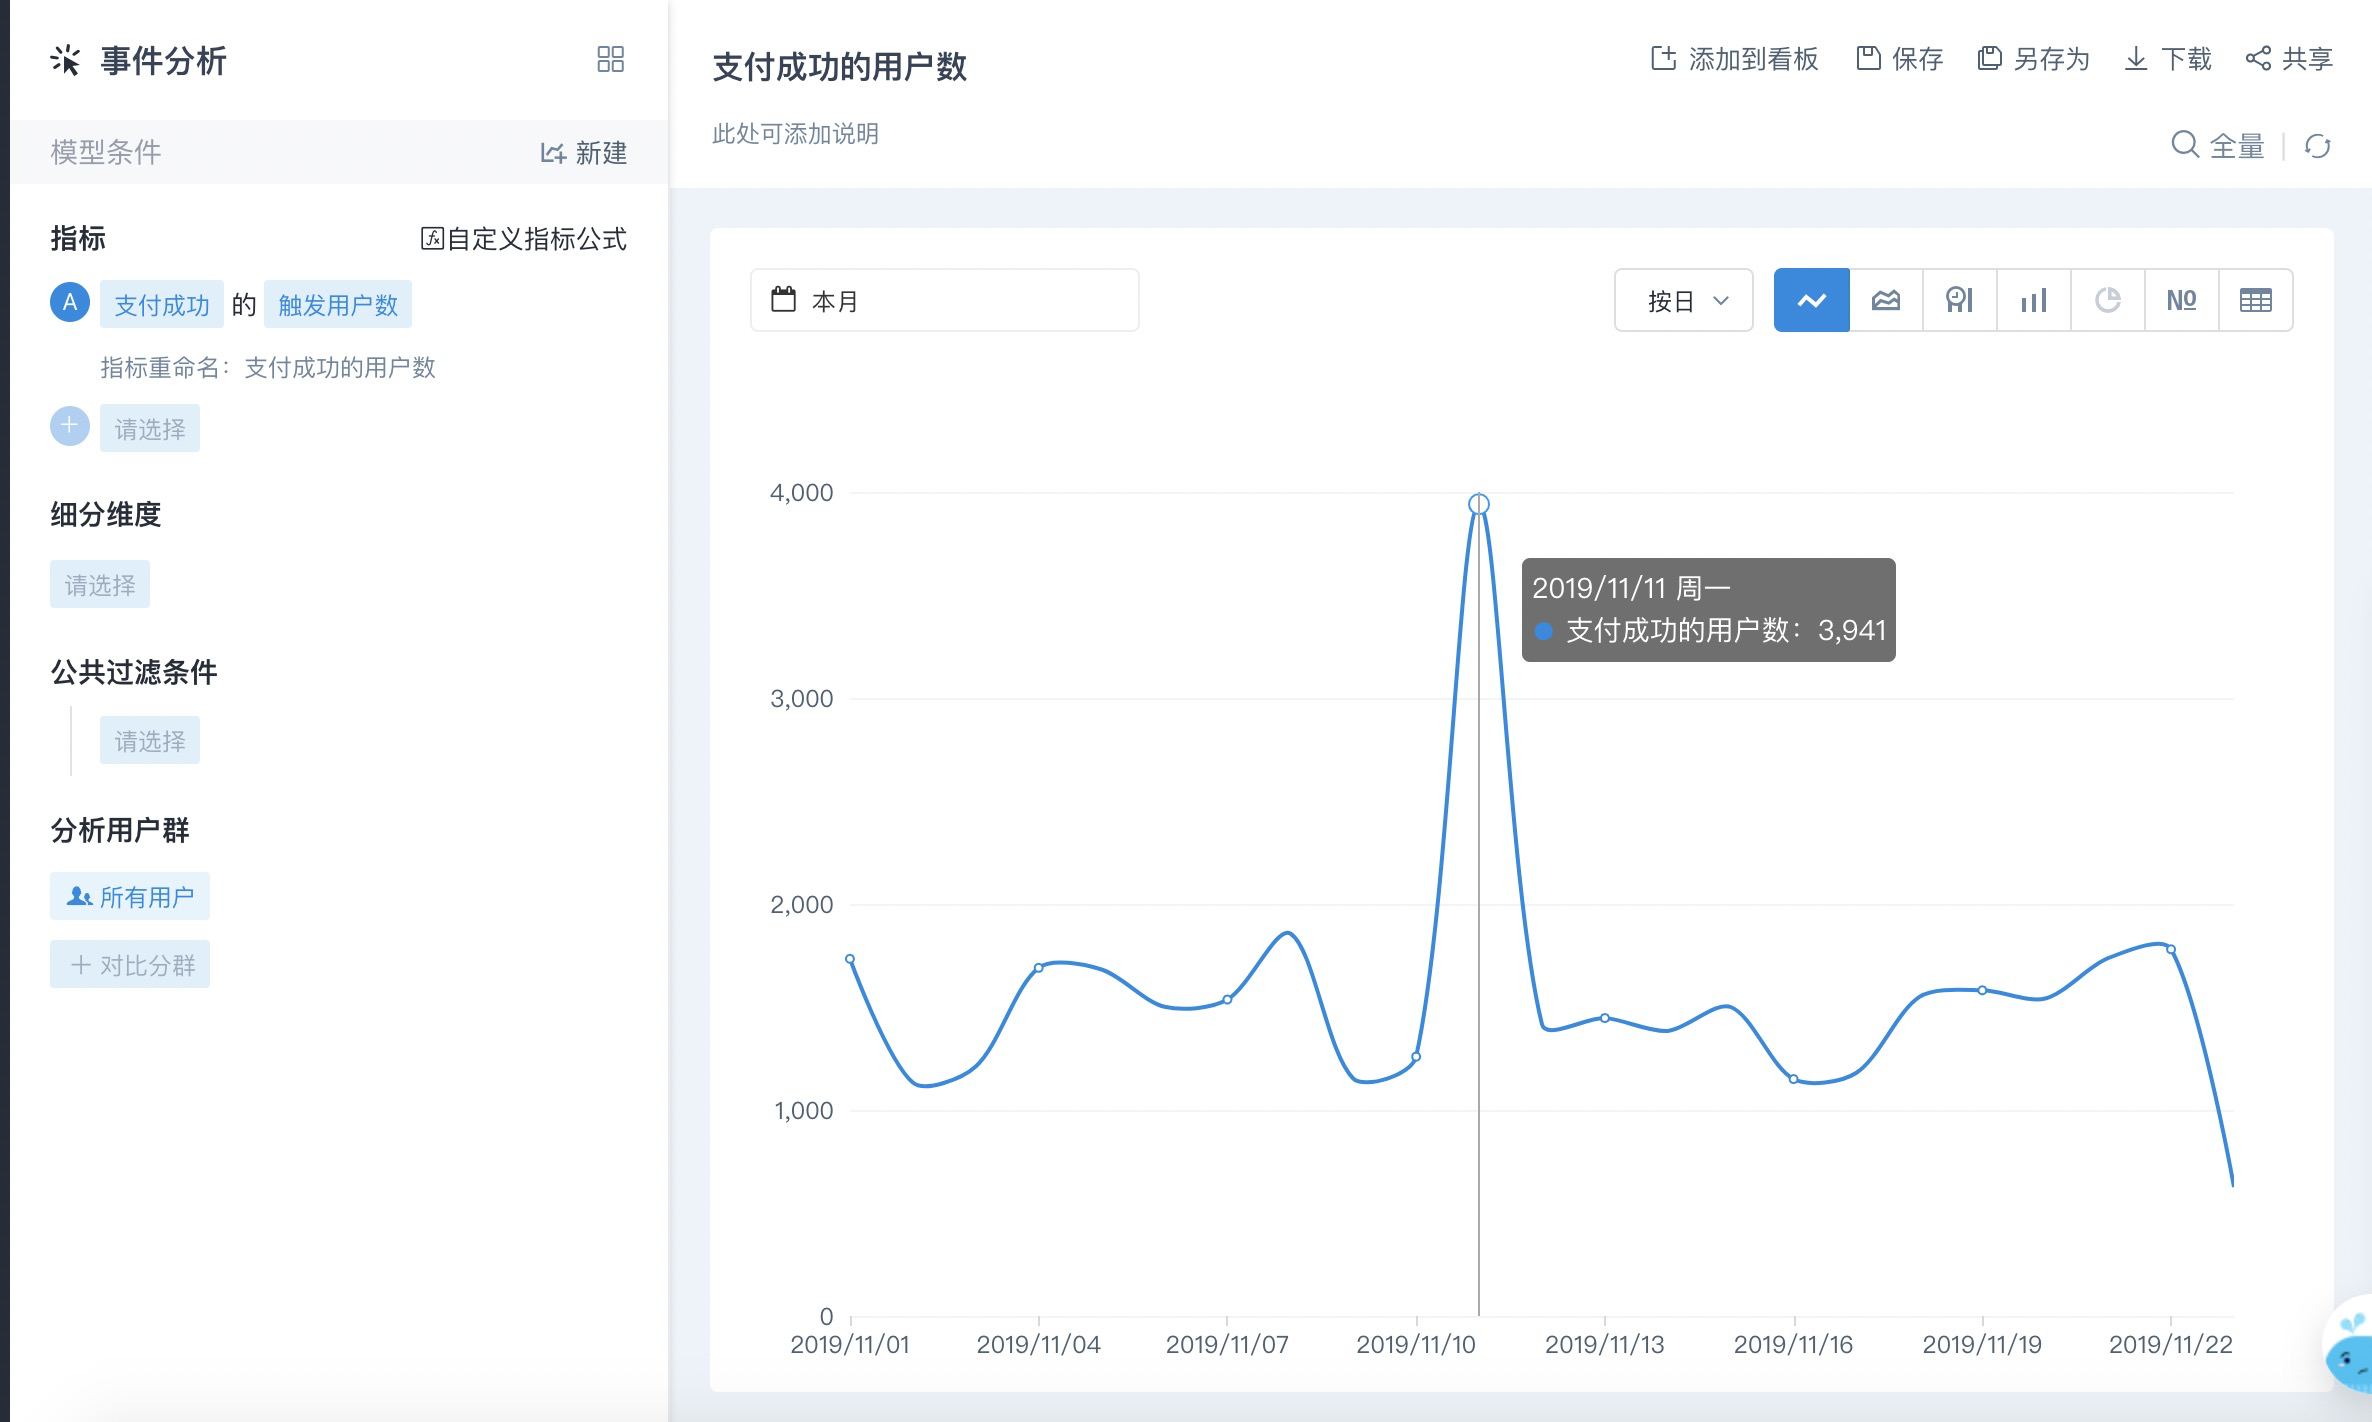 事件分析
模型条件
新建
指标
自定义指标公式
A 支付成功 的 触发用户数
指标重命名：支付成功的用户数
请选择
细分维度
请选择
公共过滤条件
请选择
分析用户群
所有用户
+ 对比分群
支付成功的用户数
添加到看板
保存
另存为
下载
共享
此处可添加说明
全量
本月
按日
NO
4,000
3,000
2,000
1,000
0
2019/11/11 周一
支付成功的用户数：3,941
2019/11/01
2019/11/04
2019/11/07
2019/11/10
2019/11/13
2019/11/16
2019/11/19
2019/11/22